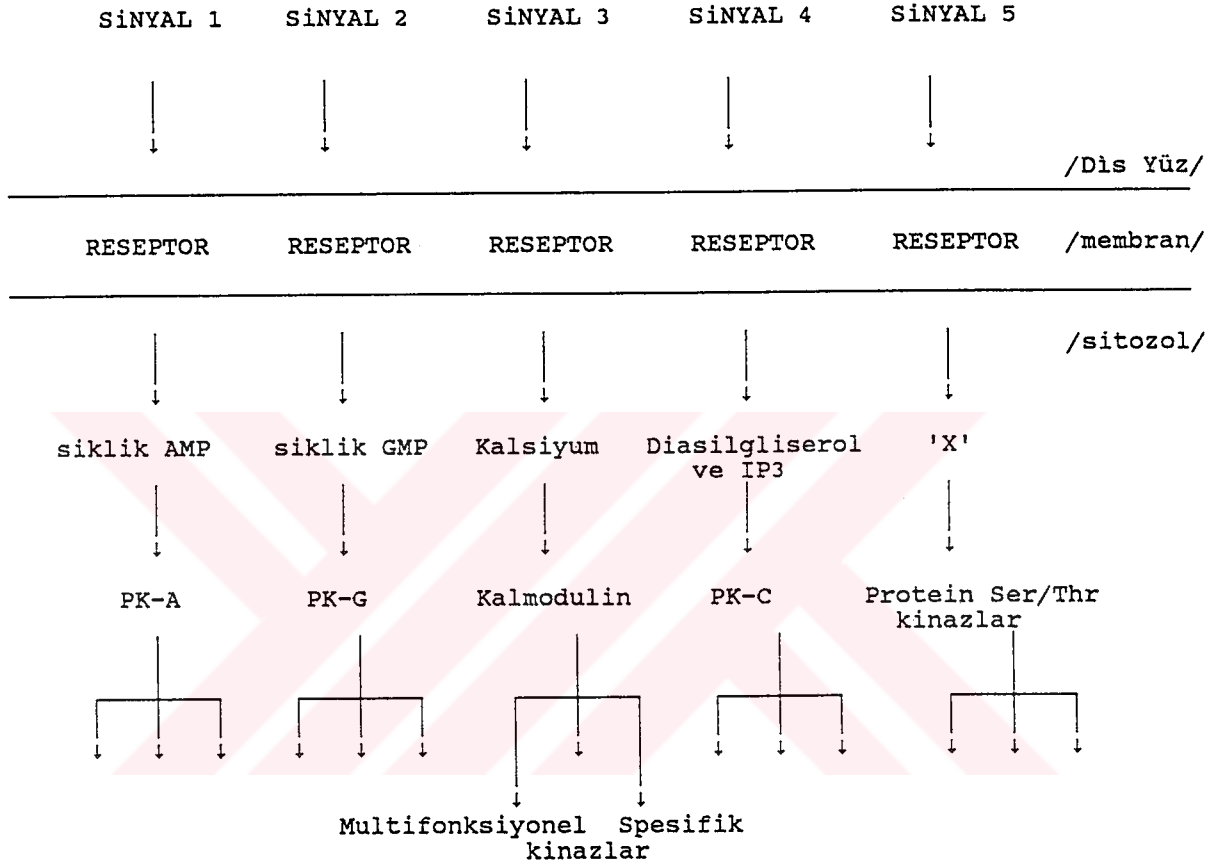 SiNYAL 1 SiNYAL 2 SiNYAL 3 SiNYAL 4 SiNYAL 5
/Dìs Yüz/
RESEPTOR RESEPTOR RESEPTOR RESEPTOR RESEPTOR /membran/
/sitozol/
siklik AMP siklik GMP Kalsiyum Diasilgliserol 'X'
ve IP3
PK-A PK-G Kalmodulin PK-C Protein Ser/Thr
kinazlar
Multifonksiyonel Spesifik
kinazlar